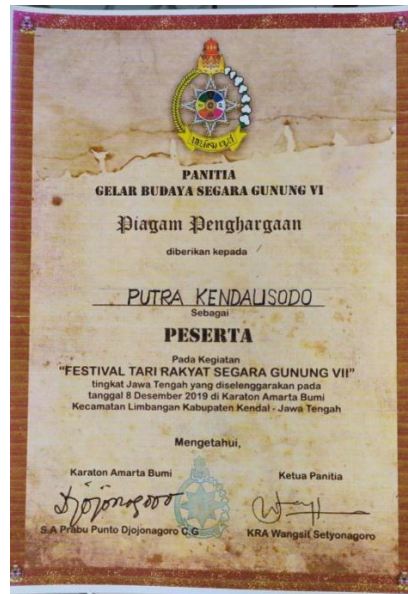 PANITIA
GELAR BUDAYA SEGARA GUNUNG VI
Piagam Penghargaan
diberikan kepada
PUTRA KENDALISODO
Sebagai
PESERTA
Pada Kegiatan
"FESTIVAL TARI RAKYAT SEGARA GUNUNG VII"
tingkat Jawa Tengah yang diselenggarakan pada
tanggal 8 Desember 2019 di Karaton Amarta Bumi
Kecamatan Limbangan Kabupaten Kendal - Jawa Tengah
Mengetahui,
Karaton Amarta Bumi
Ketua Panitia
S.A Prabu Punto Djojonagoro C.G
KRA Wangsit Setyonagoro